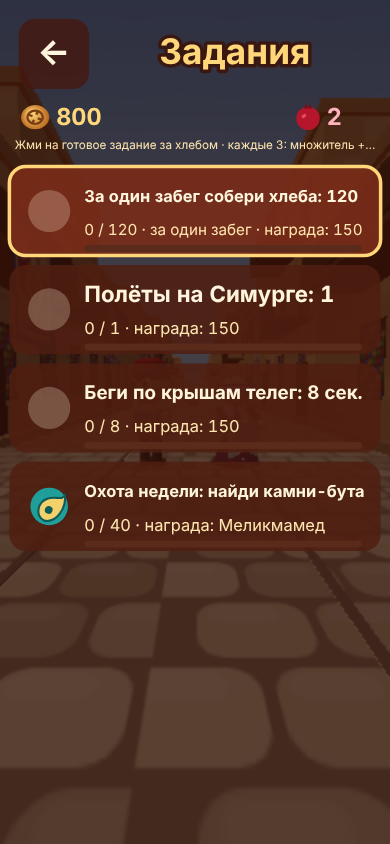 Задания
800
2
Жми на готовое задание за хлебом · каждые 3: множитель +...
За один забег собери хлеба: 120
0 / 120 · за один забег · награда: 150
Полёты на Симурге: 1
0 / 1 · награда: 150
Беги по крышам телег: 8 сек.
0 / 8 · награда: 150
Охота недели: найди камни-бута
0 / 40 · награда: Меликмамед